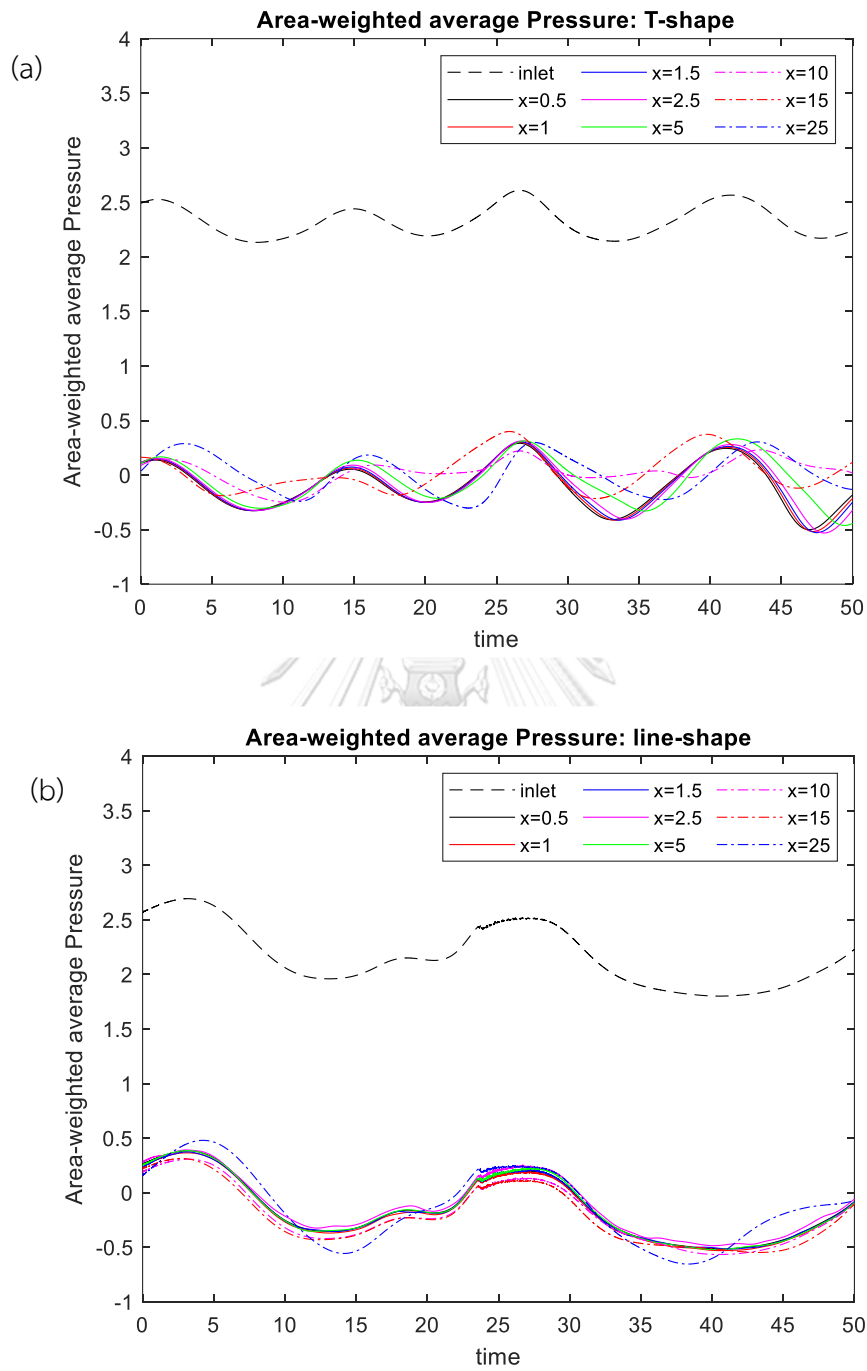 Area-weighted average Pressure: T-shape
(a)
Area-weighted average Pressure
4
3.5
3
2.5
2
1.5
1
0.5
0
-0.5
-1
inlet x=1.5 x=10
x=0.5 x=2.5 x=15
x=1 x=5 x=25
0 5 10 15 20 25 30 35 40 45 50
time
Area-weighted average Pressure: line-shape
(b)
Area-weighted average Pressure
4
3.5
3
2.5
2
1.5
1
0.5
0
-0.5
-1
inlet x=1.5 x=10
x=0.5 x=2.5 x=15
x=1 x=5 x=25
0 5 10 15 20 25 30 35 40 45 50
time